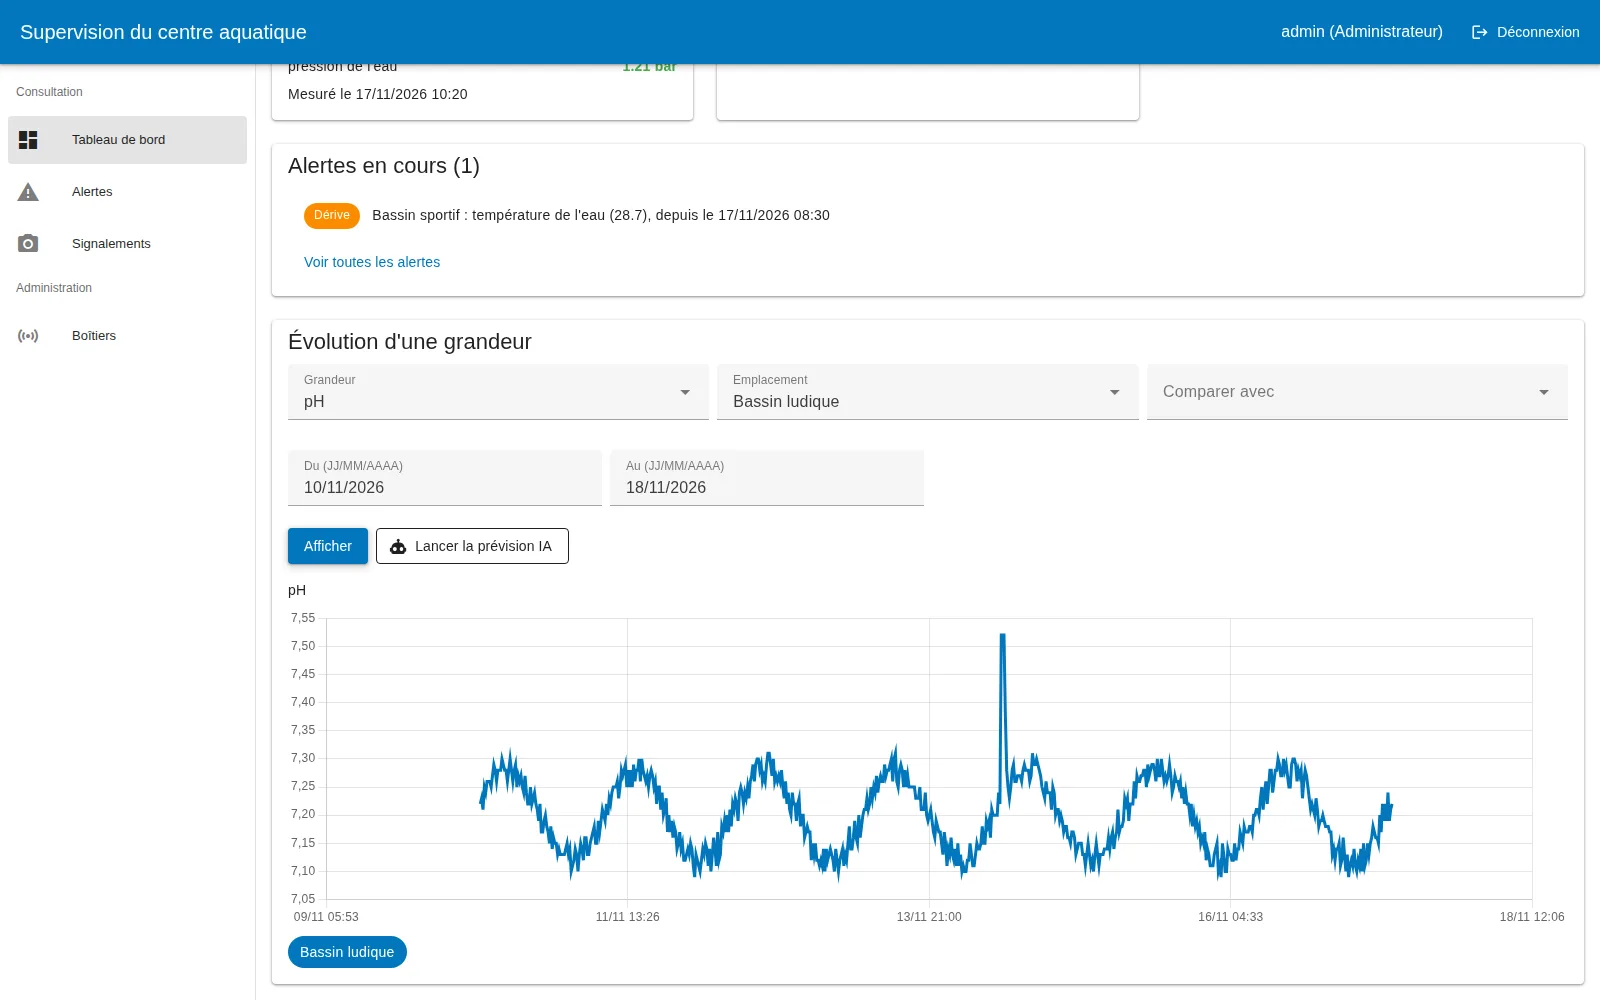 Supervision du centre aquatique
admin (Administrateur)
Déconnexion
Consultation
Tableau de bord
Alertes
Signalements
Administration
Boîtiers
pression de l'eau
1.21 bar
Mesuré le 17/11/2026 10:20
Alertes en cours (1)
Dérive
Bassin sportif : température de l'eau (28.7), depuis le 17/11/2026 08:30
Voir toutes les alertes
Évolution d'une grandeur
Grandeur
pH
Emplacement
Bassin ludique
Comparer avec
Du (JJ/MM/AAAA)
10/11/2026
Au (JJ/MM/AAAA)
18/11/2026
Afficher
Lancer la prévision IA
pH
7,55
7,50
7,45
7,40
7,35
7,30
7,25
7,20
7,15
7,10
7,05
09/11 05:53
11/11 13:26
13/11 21:00
16/11 04:33
18/11 12:06
Bassin ludique